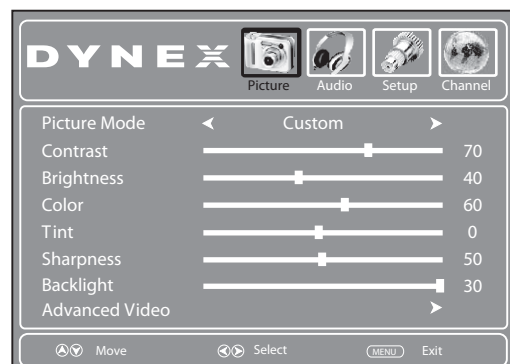 DYNEX
Picture Audio Setup Channel
Picture Mode Custom
Contrast 70
Brightness 40
Color 60
Tint 0
Sharpness 50
Backlight 30
Advanced Video
Move Select MENU Exit